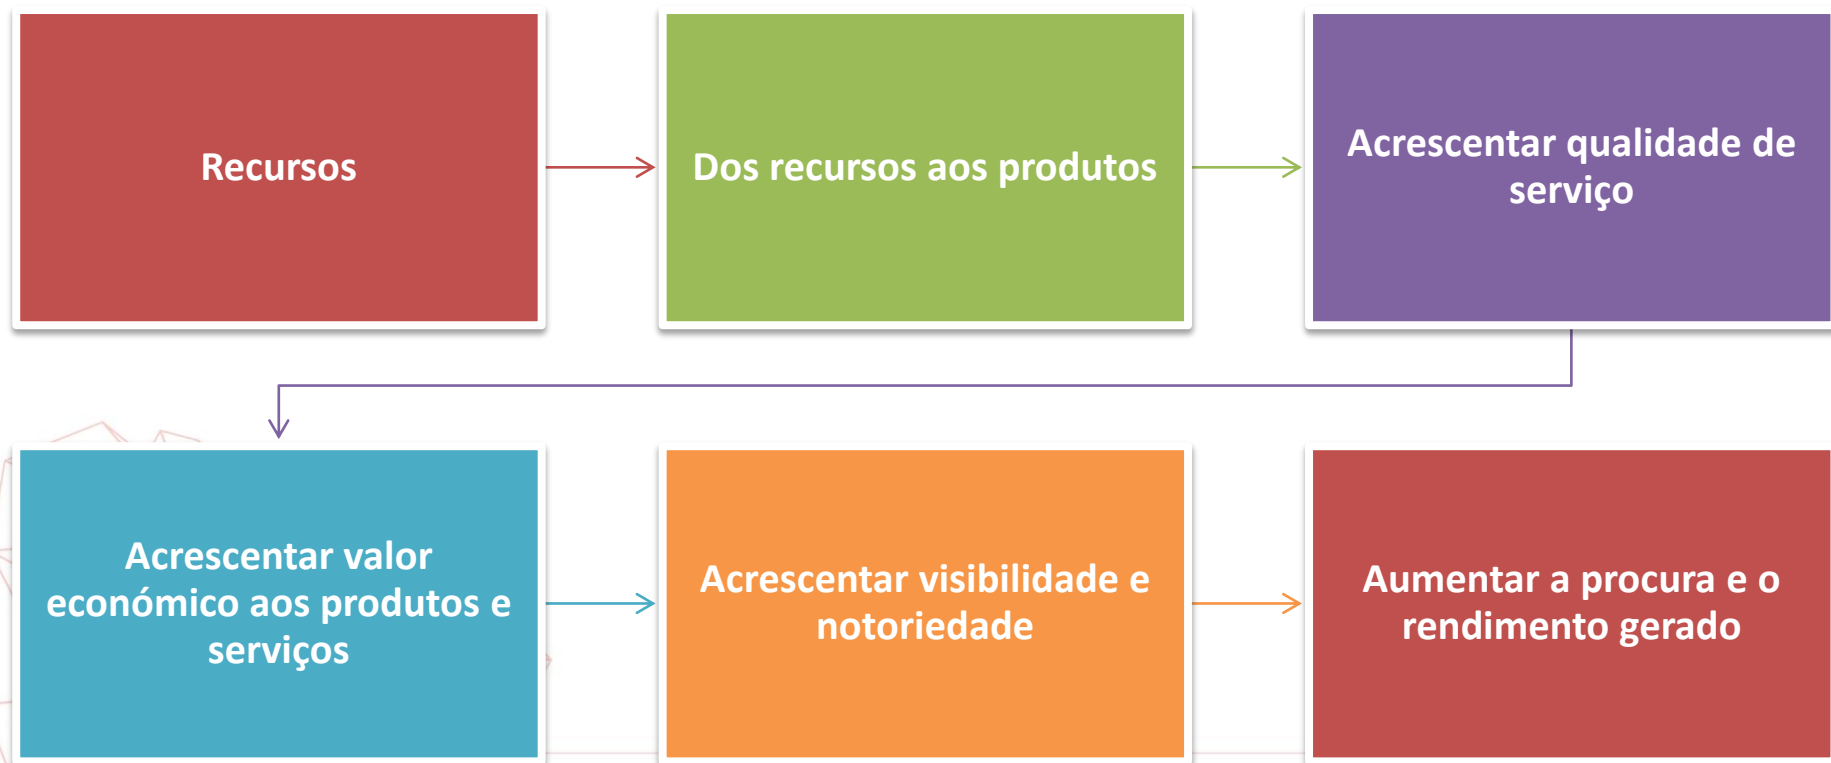 Recursos
Dos recursos aos produtos
Acrescentar qualidade de
serviço
Acrescentar valor
económico aos produtos e
serviços
Acrescentar visibilidade e
notoriedade
Aumentar a procura e o
rendimento gerado